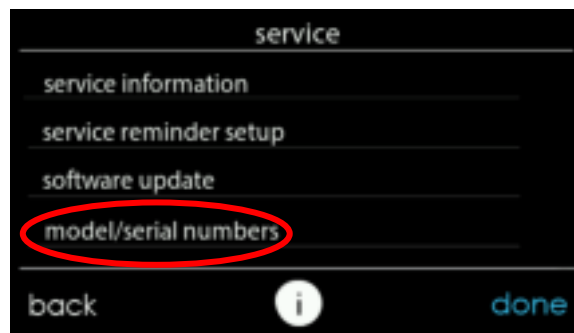 service
service information
service reminder setup
software update
model/serial numbers
back i done